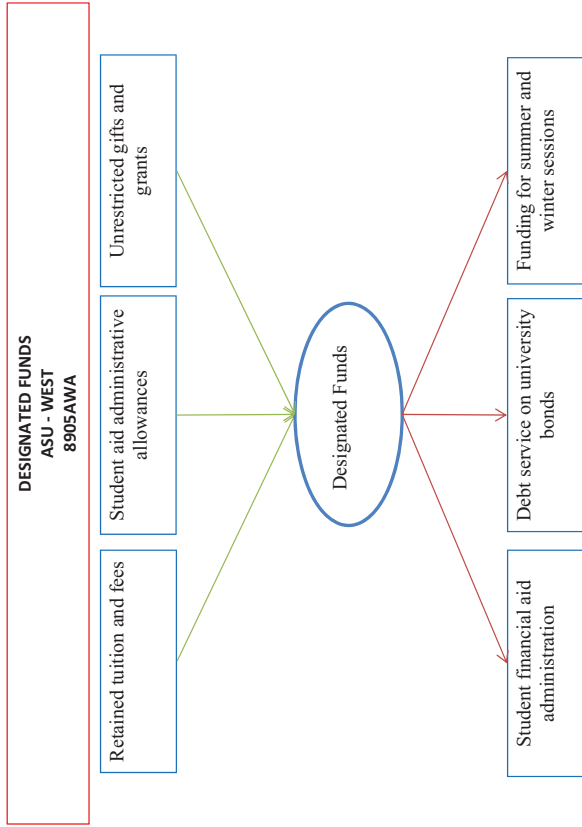 DESIGNATED FUNDS
ASU - WEST
8905AWA
Retained tuition and fees
Student aid administrative
allowances
Unrestricted gifts and
grants
Designated Funds
Student financial aid
administration
Debt service on university
bonds
Funding for summer and
winter sessions